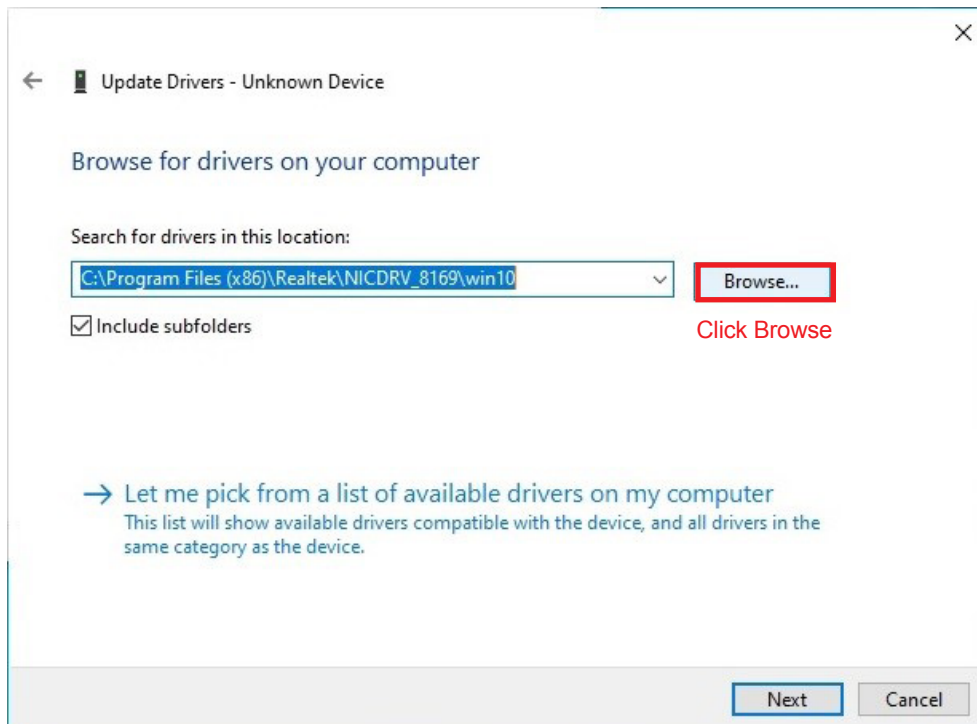 Update Drivers - Unknown Device
Browse for drivers on your computer
Search for drivers in this location:
C:\Program Files (x86)\Realtek\NICDRV_8169\win10
Browse...
Include subfolders
Click Browse
Let me pick from a list of available drivers on my computer
This list will show available drivers compatible with the device, and all drivers in the
same category as the device.
Next
Cancel